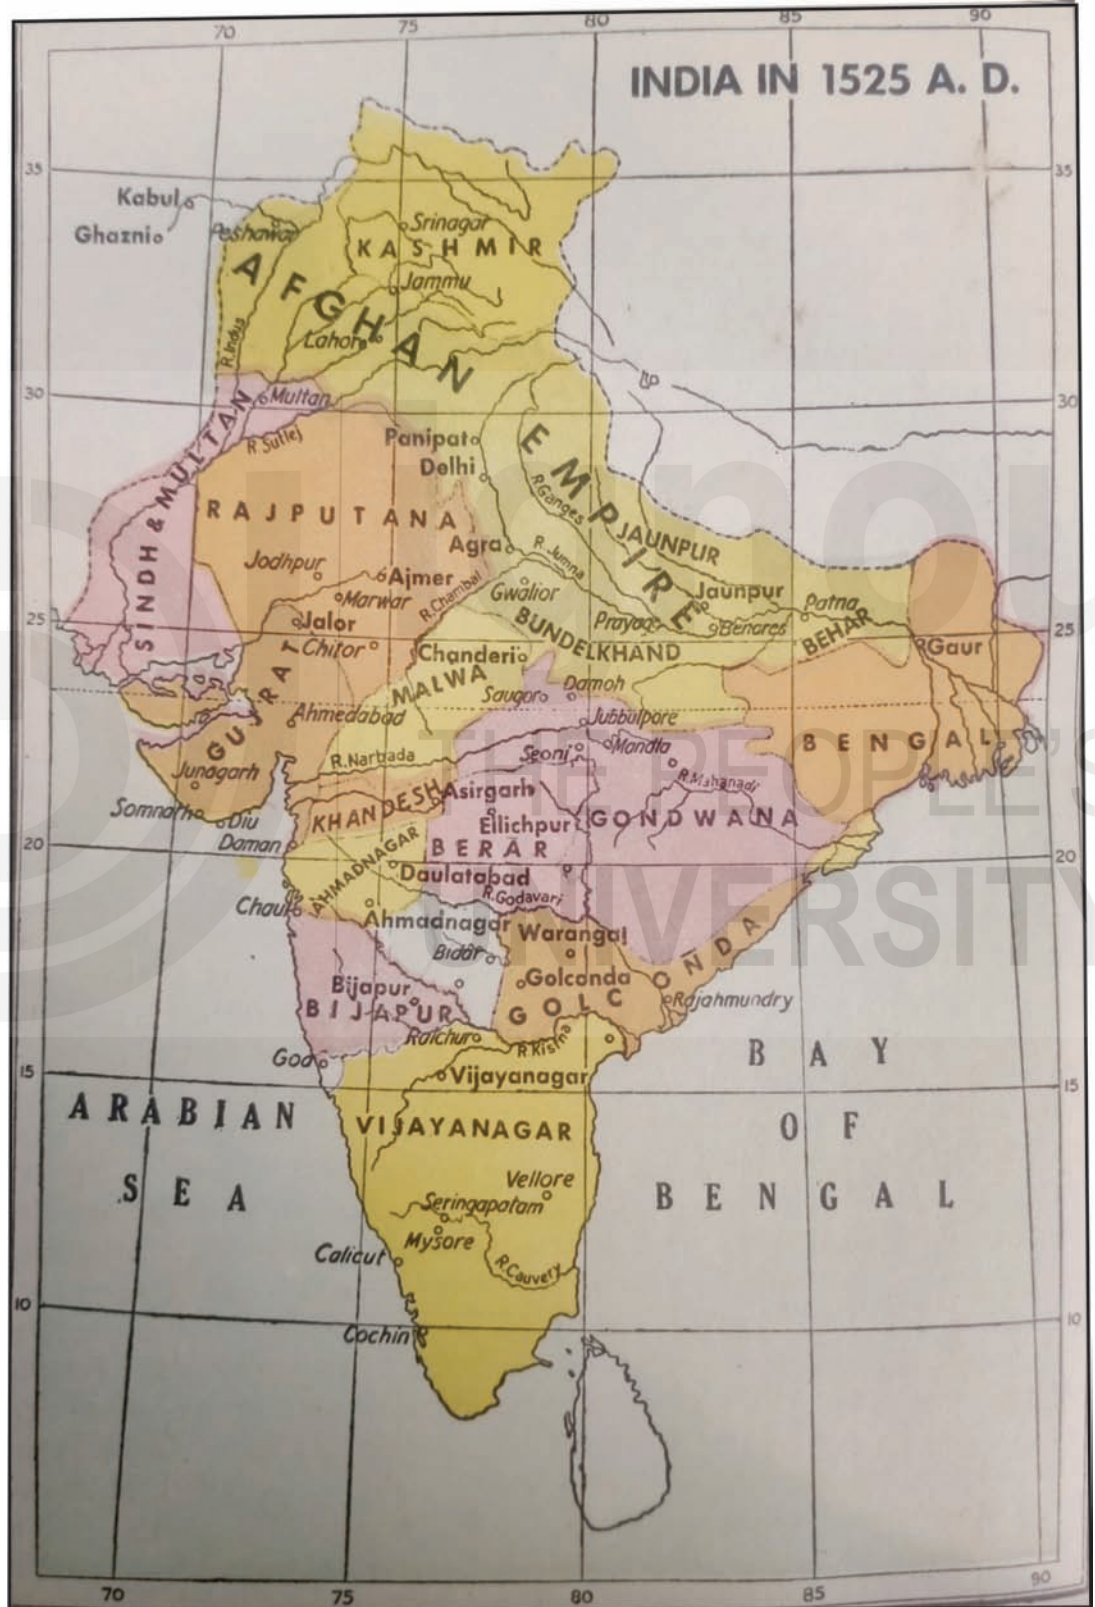 70 75 80 85 90
INDIA IN 1525 A. D.
35 35
Kabul
Ghazni
Peshawar
Srinagar
KASHMIR
AFGHAN EMPIRE
Jammu
R. Indus
Lahore
30 30
Multan
SINDH & MULTAN
R. Sutlej
Panipat
Delhi
R. Ganges
RAJPUTANA
JAUNPUR
Agra
R. Jumna
Jodhpur
Ajmer
Marwar
R. Chambal
Gwalior
Jaunpur
Patna
25 25
Jalor
Prayag
Benares
BEHAR
BUNDELKHAND
Chitor
Chanderi
Gaur
MALWA
Saugor
Damoh
GUJRAT
Ahmedabad
Jubbulpore
BENGAL
R. Narbada
Seoni
Mandla
Junagarh
R. Mahanadi
KHANDESH
Asirgarh
Somnath
Diu
Ellichpur
GONDWANA
Daman
20 20
AHMADNAGAR
BERAR
Daulatabad
R. Godavari
Chaul
Ahmadnagar
Warangal
Bidar
Golconda
GOLCONDA
Bijapur
BIJAPUR
Rajahmundry
Raichur
R. Kistna
Goa
15 15
Vijayanagar
VIJAYANAGAR
ARABIAN
SEA
BAY
OF
BENGAL
Vellore
Seringapatam
Mysore
Calicut
R. Cauvery
10 10
Cochin
70 75 80 85 90
THE PEOPLE'S
UNIVERSITY